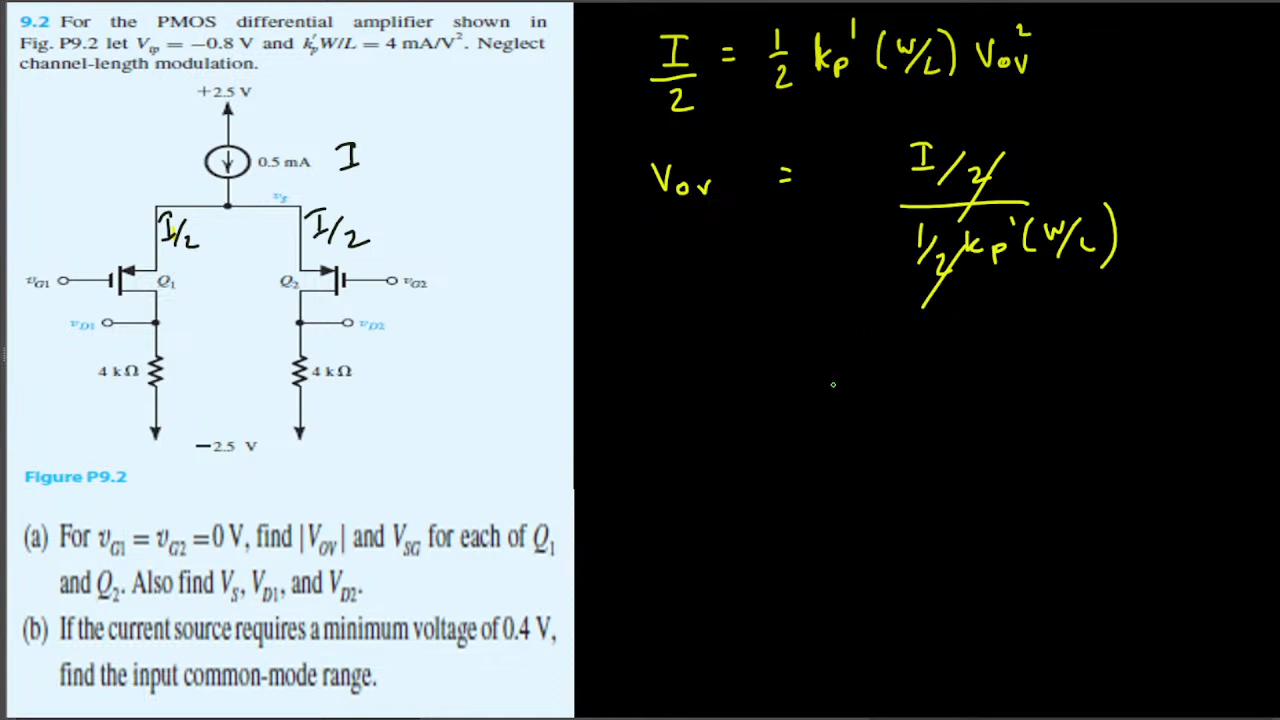 9.2 For the PMOS differential amplifier shown in
Fig. P9.2 let Vtp = −0.8 V and k′pW/L = 4 mA/V². Neglect
channel-length modulation.
+2.5 V
0.5 mA I
vS
I/2 I/2
vG1 Q1 Q2 vG2
vD1 vD2
4 kΩ 4 kΩ
−2.5 V
Figure P9.2
(a) For vG1 = vG2 = 0 V, find |VOV| and VSG for each of Q1
and Q2. Also find VS, VD1, and VD2.
(b) If the current source requires a minimum voltage of 0.4 V,
find the input common-mode range.
I/2 = 1/2 kp' (W/L) Vov²
Vov = I/2
1/2 kp' (W/L)